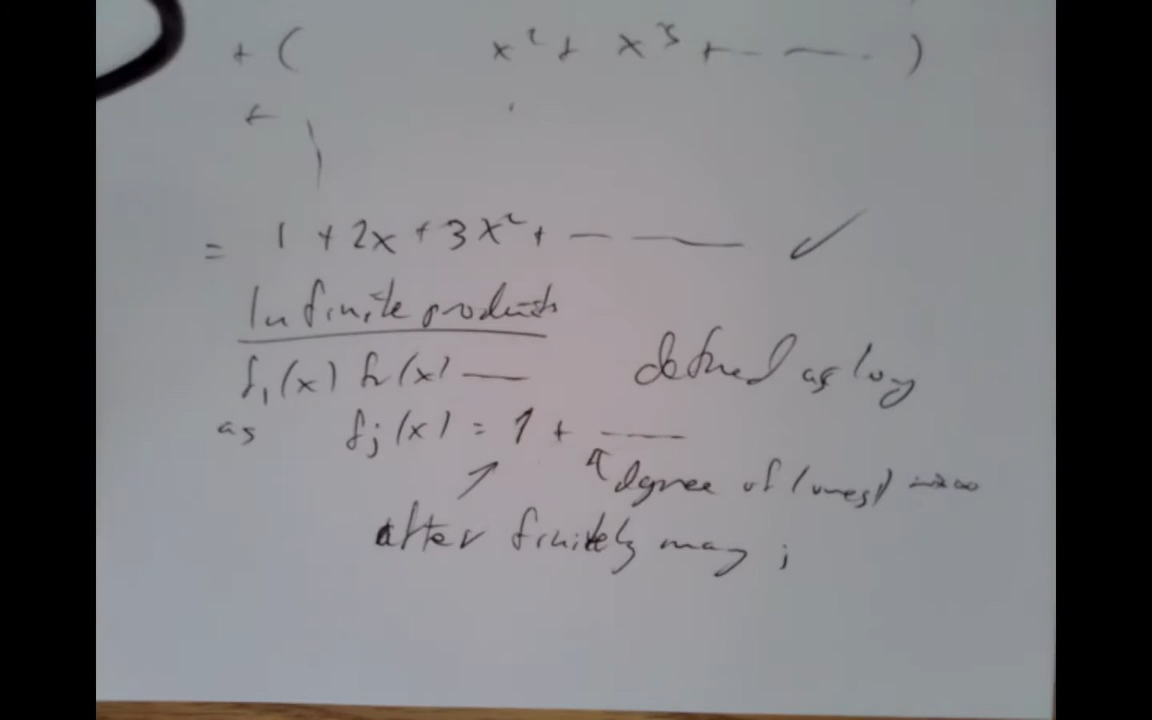 + ( x² + x³ + - — - )
+
= 1 + 2x + 3x² + - — ✓
Infinite products
f₁(x) f₂(x) — defined as long
as fⱼ(x) = 1 + —
↗ ↖ degree of lowest → ∞
after finitely many j